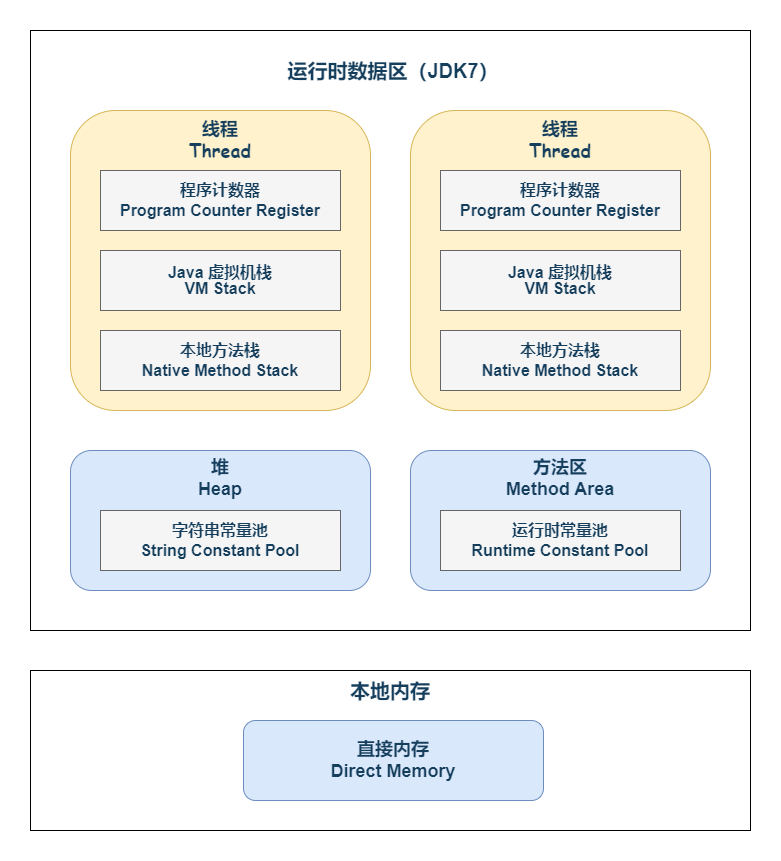 运行时数据区（JDK7）
线程
Thread
程序计数器
Program Counter Register
Java 虚拟机栈
VM Stack
本地方法栈
Native Method Stack
线程
Thread
程序计数器
Program Counter Register
Java 虚拟机栈
VM Stack
本地方法栈
Native Method Stack
堆
Heap
字符串常量池
String Constant Pool
方法区
Method Area
运行时常量池
Runtime Constant Pool
本地内存
直接内存
Direct Memory